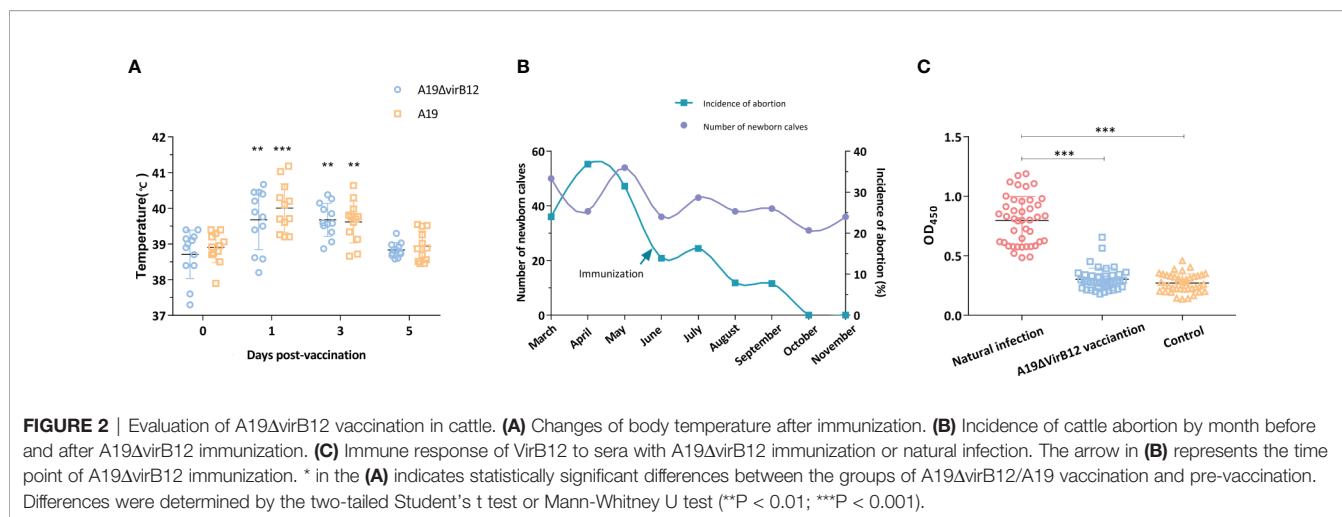 A
B
C
A19ΔvirB12
A19
** *** ** **
42
41
40
39
38
37
Temperature(℃)
0 1 3 5
Days post-vaccination
Incidence of abortion
Number of newborn calves
60
40
20
0
Number of newborn calves
40
30
20
10
0
Incidence of abortion (%)
Immunization
March April May June July August September October November
***
***
1.5
1.0
0.5
0.0
OD450
Natural infection
A19ΔVirB12 vacciantion
Control
FIGURE 2 | Evaluation of A19ΔvirB12 vaccination in cattle. (A) Changes of body temperature after immunization. (B) Incidence of cattle abortion by month before
and after A19ΔvirB12 immunization. (C) Immune response of VirB12 to sera with A19ΔvirB12 immunization or natural infection. The arrow in (B) represents the time
point of A19ΔvirB12 immunization. * in the (A) indicates statistically significant differences between the groups of A19ΔvirB12/A19 vaccination and pre-vaccination.
Differences were determined by the two-tailed Student's t test or Mann-Whitney U test (**P < 0.01; ***P < 0.001).